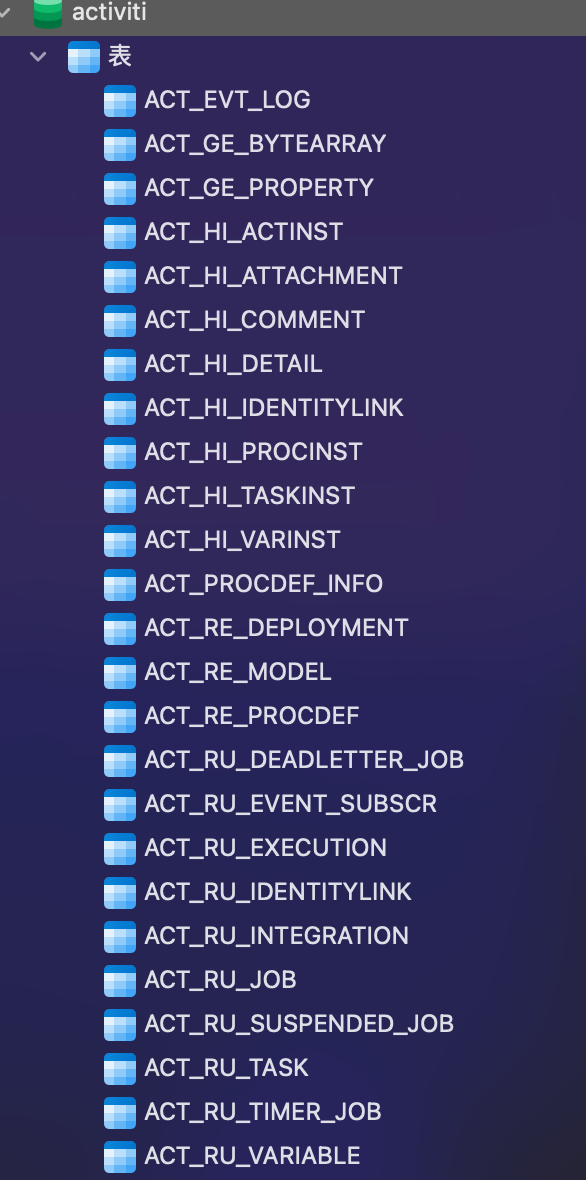 activiti
表
ACT_EVT_LOG
ACT_GE_BYTEARRAY
ACT_GE_PROPERTY
ACT_HI_ACTINST
ACT_HI_ATTACHMENT
ACT_HI_COMMENT
ACT_HI_DETAIL
ACT_HI_IDENTITYLINK
ACT_HI_PROCINST
ACT_HI_TASKINST
ACT_HI_VARINST
ACT_PROCDEF_INFO
ACT_RE_DEPLOYMENT
ACT_RE_MODEL
ACT_RE_PROCDEF
ACT_RU_DEADLETTER_JOB
ACT_RU_EVENT_SUBSCR
ACT_RU_EXECUTION
ACT_RU_IDENTITYLINK
ACT_RU_INTEGRATION
ACT_RU_JOB
ACT_RU_SUSPENDED_JOB
ACT_RU_TASK
ACT_RU_TIMER_JOB
ACT_RU_VARIABLE